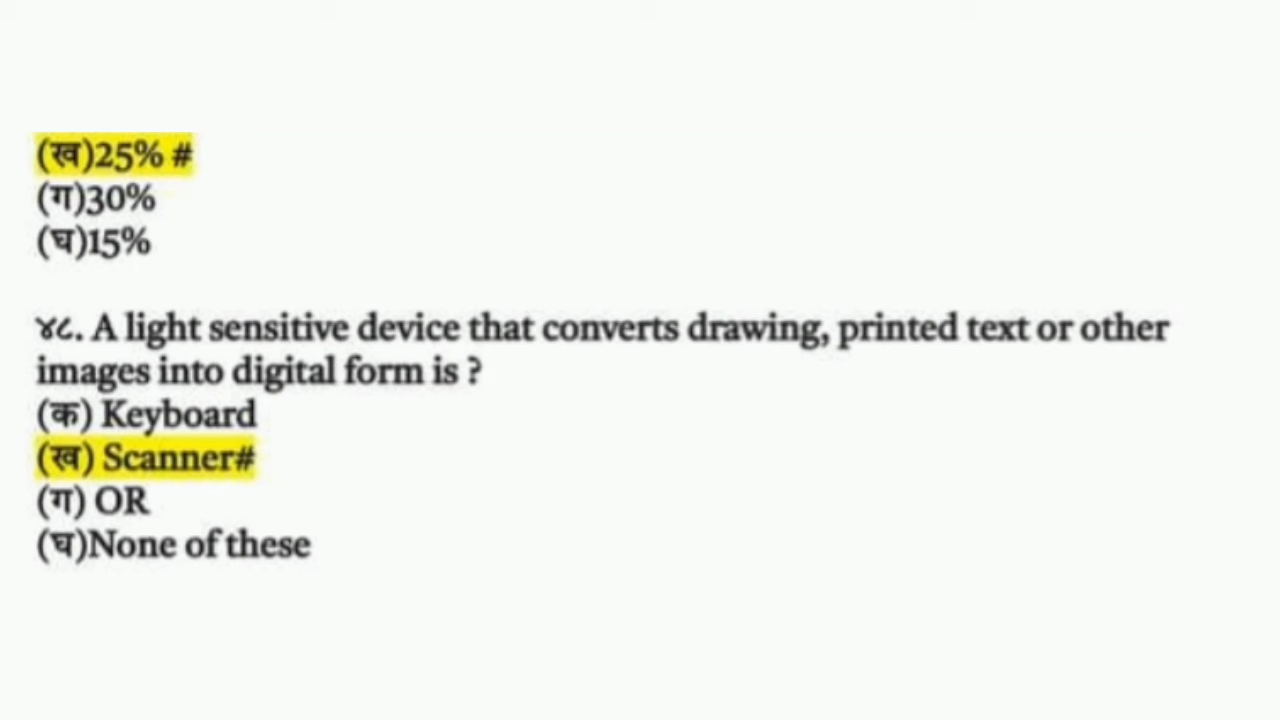 (ख)25% #
(ग)30%
(घ)15%
४८. A light sensitive device that converts drawing, printed text or other
images into digital form is ?
(क) Keyboard
(ख) Scanner#
(ग) OR
(घ)None of these